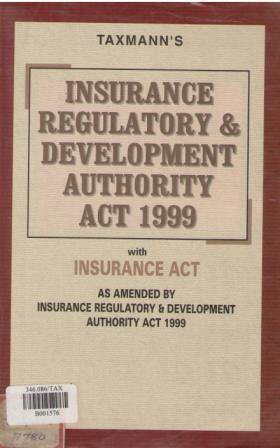 TAXMANN'S
INSURANCE
REGULATORY &
DEVELOPMENT
AUTHORITY
ACT 1999
with
INSURANCE ACT
AS AMENDED BY
INSURANCE REGULATORY & DEVELOPMENT
AUTHORITY ACT 1999
346.086/TAX
B001576